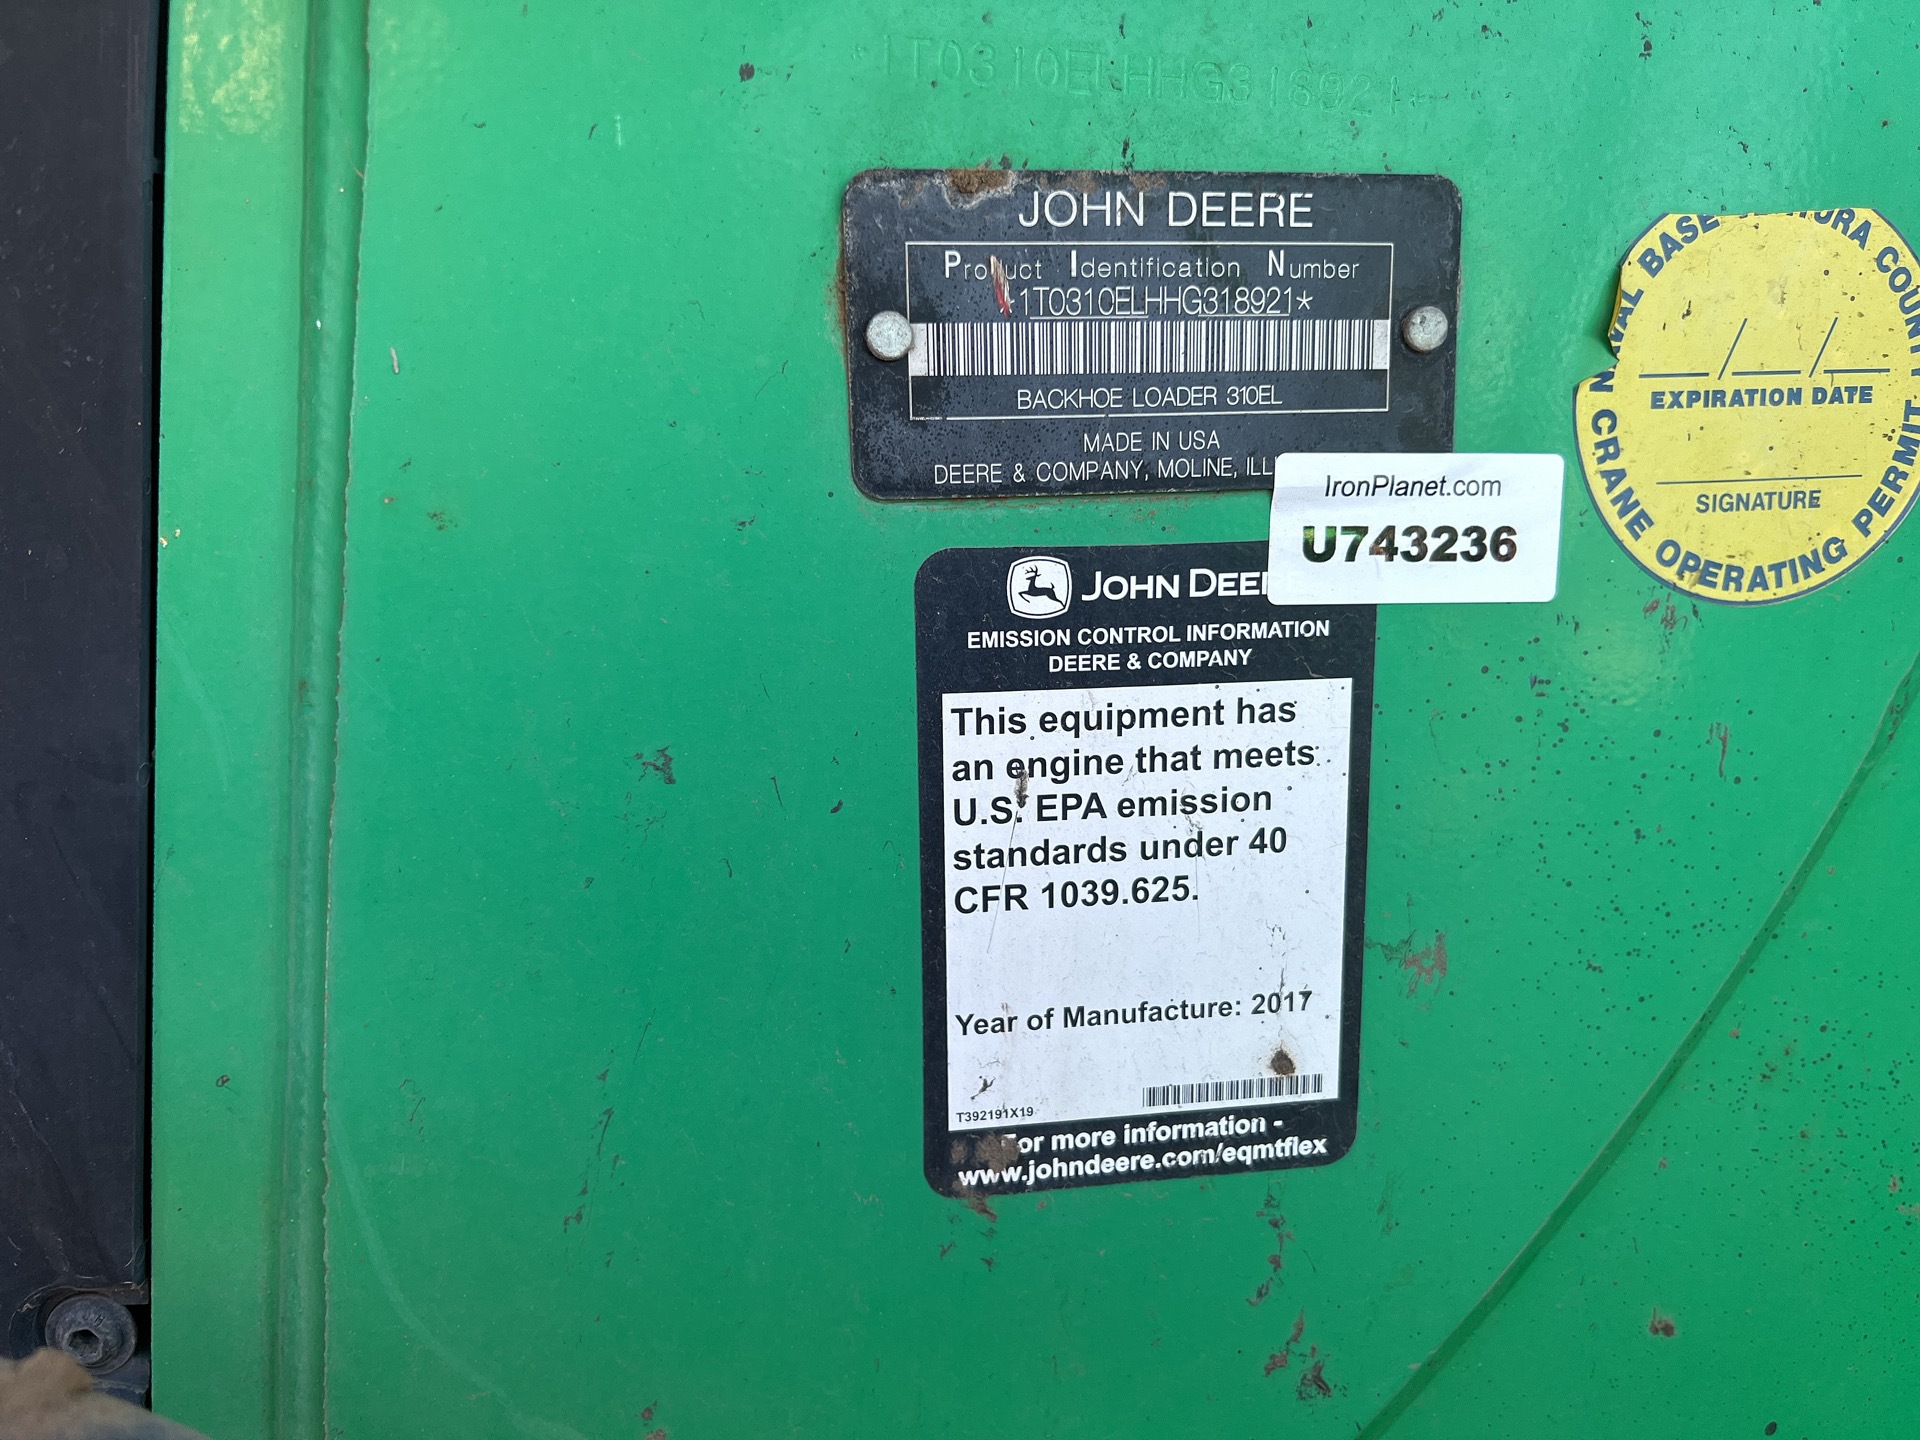 *1T0310ELHHG318921*
JOHN DEERE
Product Identification Number
*1T0310ELHHG318921*
BACKHOE LOADER 310EL
MADE IN USA
DEERE & COMPANY, MOLINE,
IronPlanet.com
U743236
NAVAL BASE COUNTY
EXPIRATION DATE
SIGNATURE
CRANE OPERATING PERMIT
JOHN DEERE
EMISSION CONTROL INFORMATION
DEERE & COMPANY
This equipment has
an engine that meets
U.S. EPA emission
standards under 40
CFR 1039.625.
Year of Manufacture: 2017
T392191X19
For more information -
www.johndeere.com/eqmtflex